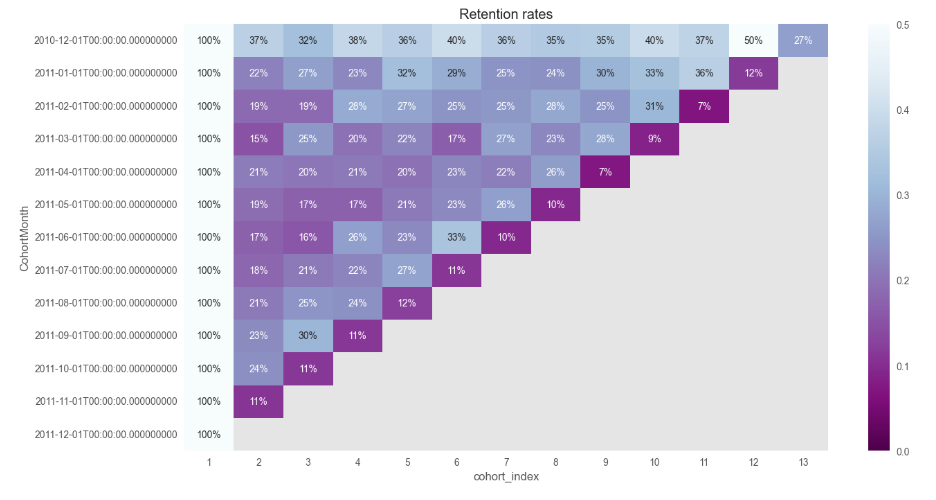 Retention rates
CohortMonth
2010-12-01T00:00:00.000000000 100% 37% 32% 38% 36% 40% 36% 35% 35% 40% 37% 50% 27%
2011-01-01T00:00:00.000000000 100% 22% 27% 23% 32% 29% 25% 24% 30% 33% 36% 12%
2011-02-01T00:00:00.000000000 100% 19% 19% 28% 27% 25% 25% 28% 25% 31% 7%
2011-03-01T00:00:00.000000000 100% 15% 25% 20% 22% 17% 27% 23% 28% 9%
2011-04-01T00:00:00.000000000 100% 21% 20% 21% 20% 23% 22% 26% 7%
2011-05-01T00:00:00.000000000 100% 19% 17% 17% 21% 23% 26% 10%
2011-06-01T00:00:00.000000000 100% 17% 16% 26% 23% 33% 10%
2011-07-01T00:00:00.000000000 100% 18% 21% 22% 27% 11%
2011-08-01T00:00:00.000000000 100% 21% 25% 24% 12%
2011-09-01T00:00:00.000000000 100% 23% 30% 11%
2011-10-01T00:00:00.000000000 100% 24% 11%
2011-11-01T00:00:00.000000000 100% 11%
2011-12-01T00:00:00.000000000 100%
1 2 3 4 5 6 7 8 9 10 11 12 13
cohort_index
0.5
0.4
0.3
0.2
0.1
0.0